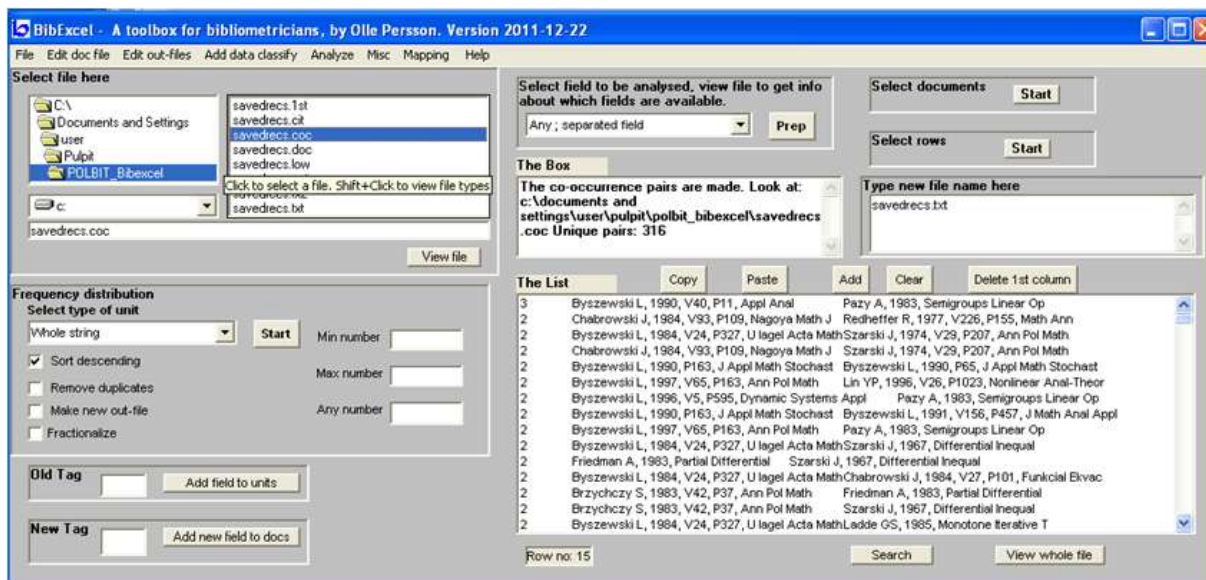 BibExcel - A toolbox for bibliometricians, by Olle Persson. Version 2011-12-22
File Edit doc file Edit out-files Add data classify Analyze Misc Mapping Help
Select file here
C:\
Documents and Settings
user
Pulpit
POLBIT_Bibexcel
savedrecs.1st
savedrecs.cit
savedrecs.coc
savedrecs.doc
savedrecs.low
Click to select a file. Shift+Click to view file types
savedrecs.txt
c:
savedrecs.coc
View file
Frequency distribution
Select type of unit
Whole string
Start
Sort descending
Remove duplicates
Make new out-file
Fractionalize
Min number
Max number
Any number
Old Tag
Add field to units
New Tag
Add new field to docs
Select field to be analysed, view file to get info
about which fields are available.
Any ; separated field
Prep
Select documents
Start
Select rows
Start
The Box
The co-occurrence pairs are made. Look at:
c:\documents and
settings\user\pulpit\polbit_bibexcel\savedrecs
.coc Unique pairs: 316
Type new file name here
savedrecs.txt
The List
Copy
Paste
Add
Clear
Delete 1st column
3 Byszewski L, 1990, V40, P11, Appl Anal Pazy A, 1983, Semigroups Linear Op
2 Chabrowski J, 1984, V93, P109, Nagoya Math J Redheffer R, 1977, V226, P155, Math Ann
2 Byszewski L, 1984, V24, P327, U Iagel Acta Math Szarski J, 1974, V29, P207, Ann Pol Math
2 Chabrowski J, 1984, V93, P109, Nagoya Math J Szarski J, 1974, V29, P207, Ann Pol Math
2 Byszewski L, 1990, P163, J Appl Math Stochast Byszewski L, 1990, P65, J Appl Math Stochast
2 Byszewski L, 1997, V65, P163, Ann Pol Math Lin YP, 1996, V26, P1023, Nonlinear Anal-Theor
2 Byszewski L, 1996, V5, P595, Dynamic Systems Appl Pazy A, 1983, Semigroups Linear Op
2 Byszewski L, 1990, P163, J Appl Math Stochast Byszewski L, 1991, V156, P457, J Math Anal Appl
2 Byszewski L, 1997, V65, P163, Ann Pol Math Pazy A, 1983, Semigroups Linear Op
2 Byszewski L, 1984, V24, P327, U Iagel Acta Math Szarski J, 1967, Differential Inequal
2 Friedman A, 1983, Partial Differential Szarski J, 1967, Differential Inequal
2 Byszewski L, 1984, V24, P327, U Iagel Acta Math Chabrowski J, 1984, V27, P101, Funkcial Ekvac
2 Brzychczy S, 1983, V42, P37, Ann Pol Math Friedman A, 1983, Partial Differential
2 Brzychczy S, 1983, V42, P37, Ann Pol Math Szarski J, 1967, Differential Inequal
2 Byszewski L, 1984, V24, P327, U Iagel Acta Math Ladde GS, 1985, Monotone Iterative T
Row no: 15
Search
View whole file